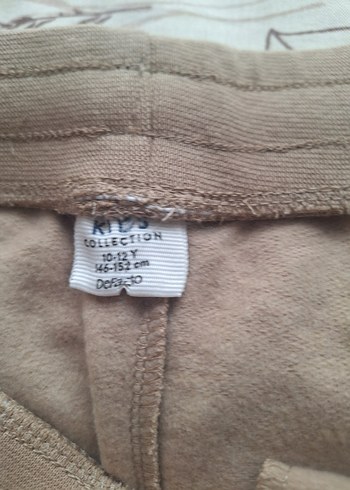 KIDS
COLLECTION
10-12 Y
146-152 cm
DeFacto